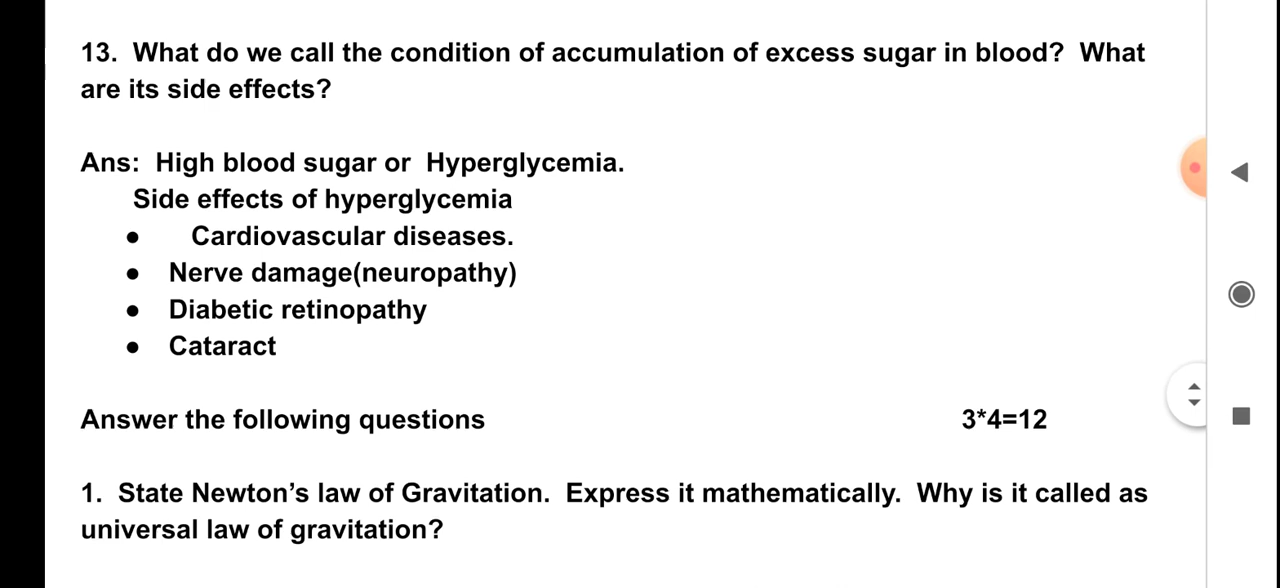 13.  What do we call the condition of accumulation of excess sugar in blood?  What
are its side effects?
Ans:  High blood sugar or  Hyperglycemia.
Side effects of hyperglycemia
●  Cardiovascular diseases.
●  Nerve damage(neuropathy)
●  Diabetic retinopathy
●  Cataract
Answer the following questions  3*4=12
1.  State Newton’s law of Gravitation.  Express it mathematically.  Why is it called as
universal law of gravitation?